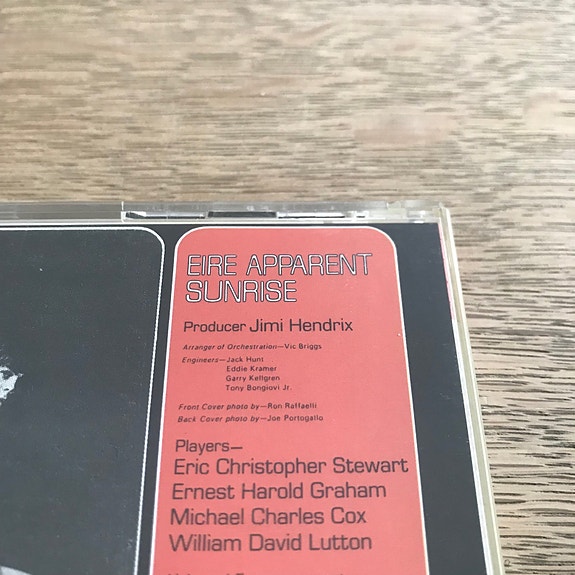 EIRE APPARENT
SUNRISE
Producer Jimi Hendrix
Arranger of Orchestration—Vic Briggs
Engineers—Jack Hunt
Eddie Kramer
Garry Kellgren
Tony Bongiovi Jr.
Front Cover photo by—Ron Raffaelli
Back Cover photo by—Joe Portogallo
Players—
Eric Christopher Stewart
Ernest Harold Graham
Michael Charles Cox
William David Lutton